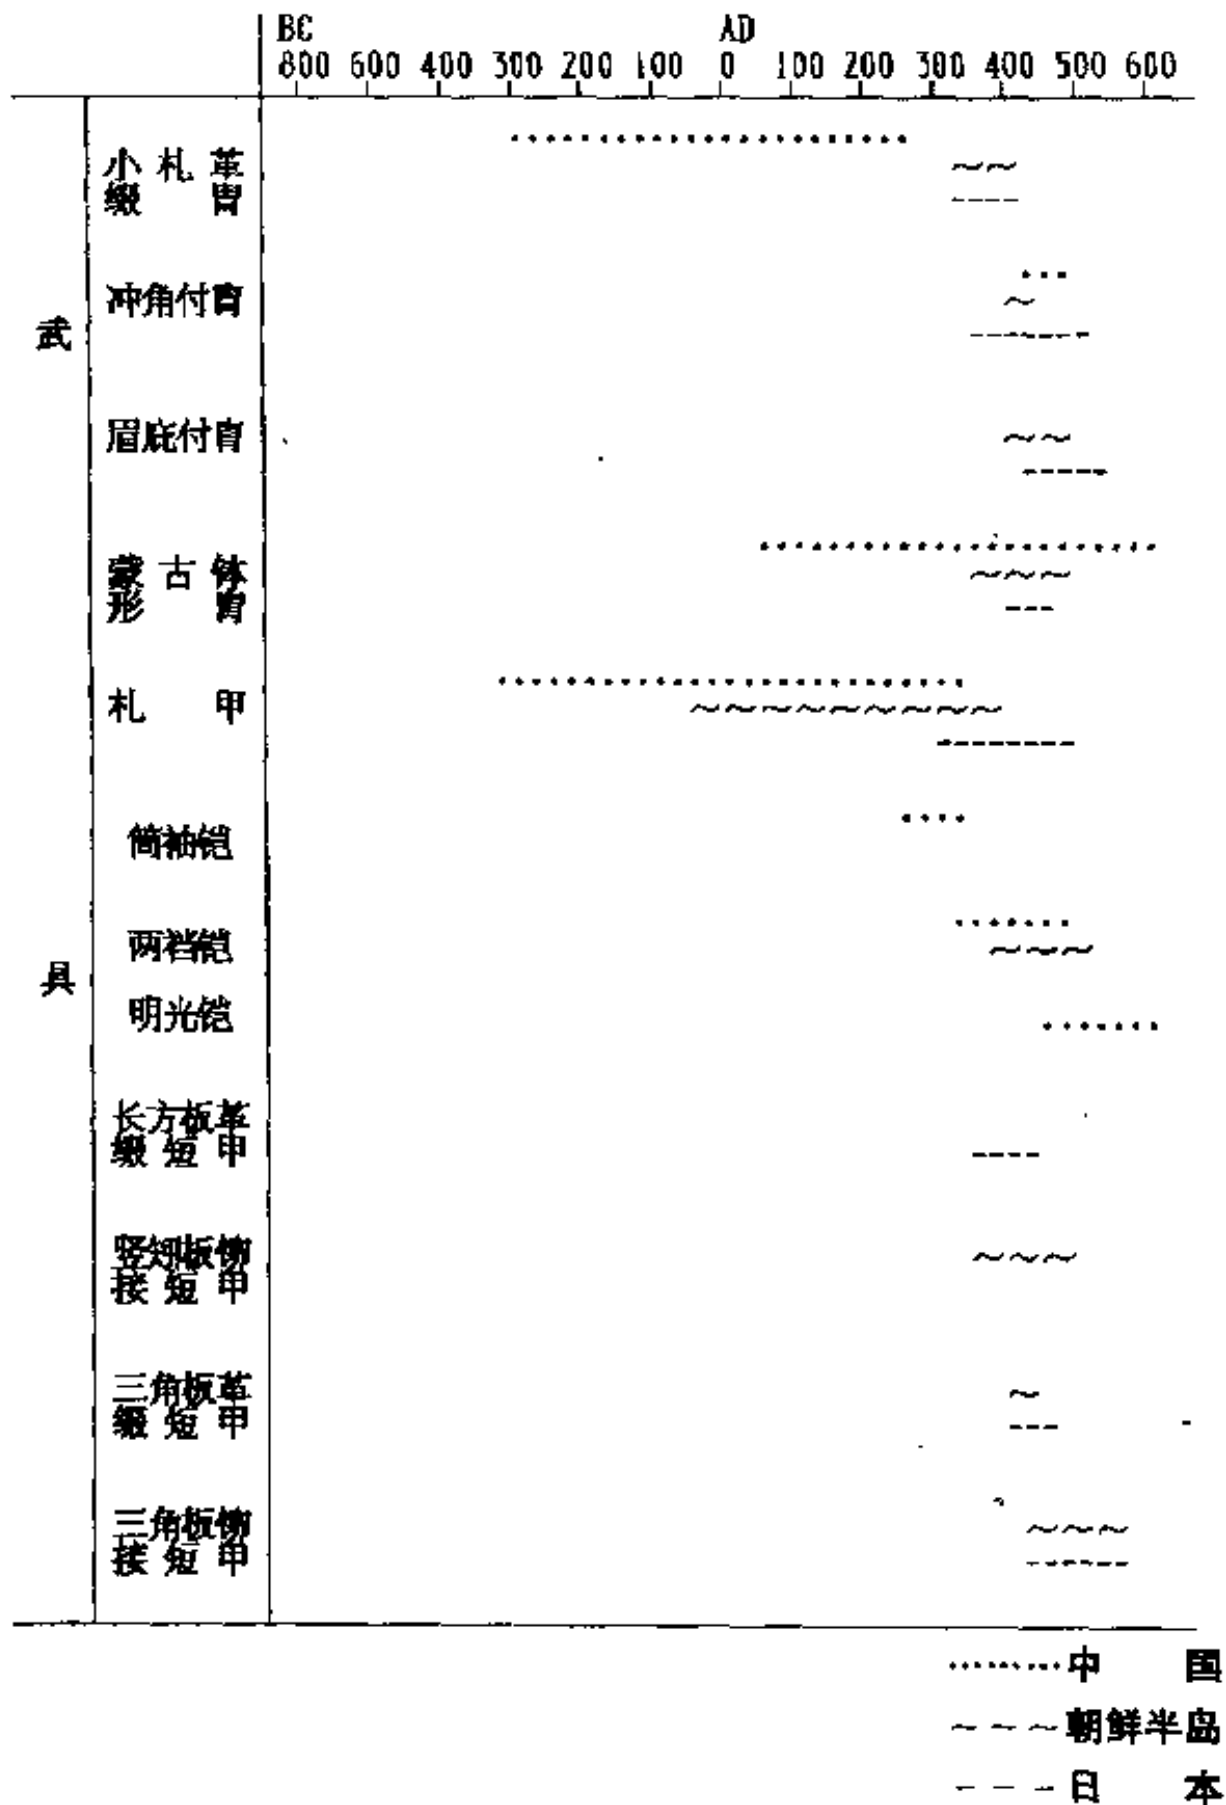 BC AD
800 600 400 300 200 100 0 100 200 300 400 500 600
武具
小札革
缀胄
冲角付胄
眉庇付胄
蒙古钵
形胄
札甲
筒袖铠
两裆铠
明光铠
长方板革
缀短甲
竖矧板铆
接短甲
三角板革
缀短甲
三角板铆
接短甲
中国
朝鲜半岛
日本